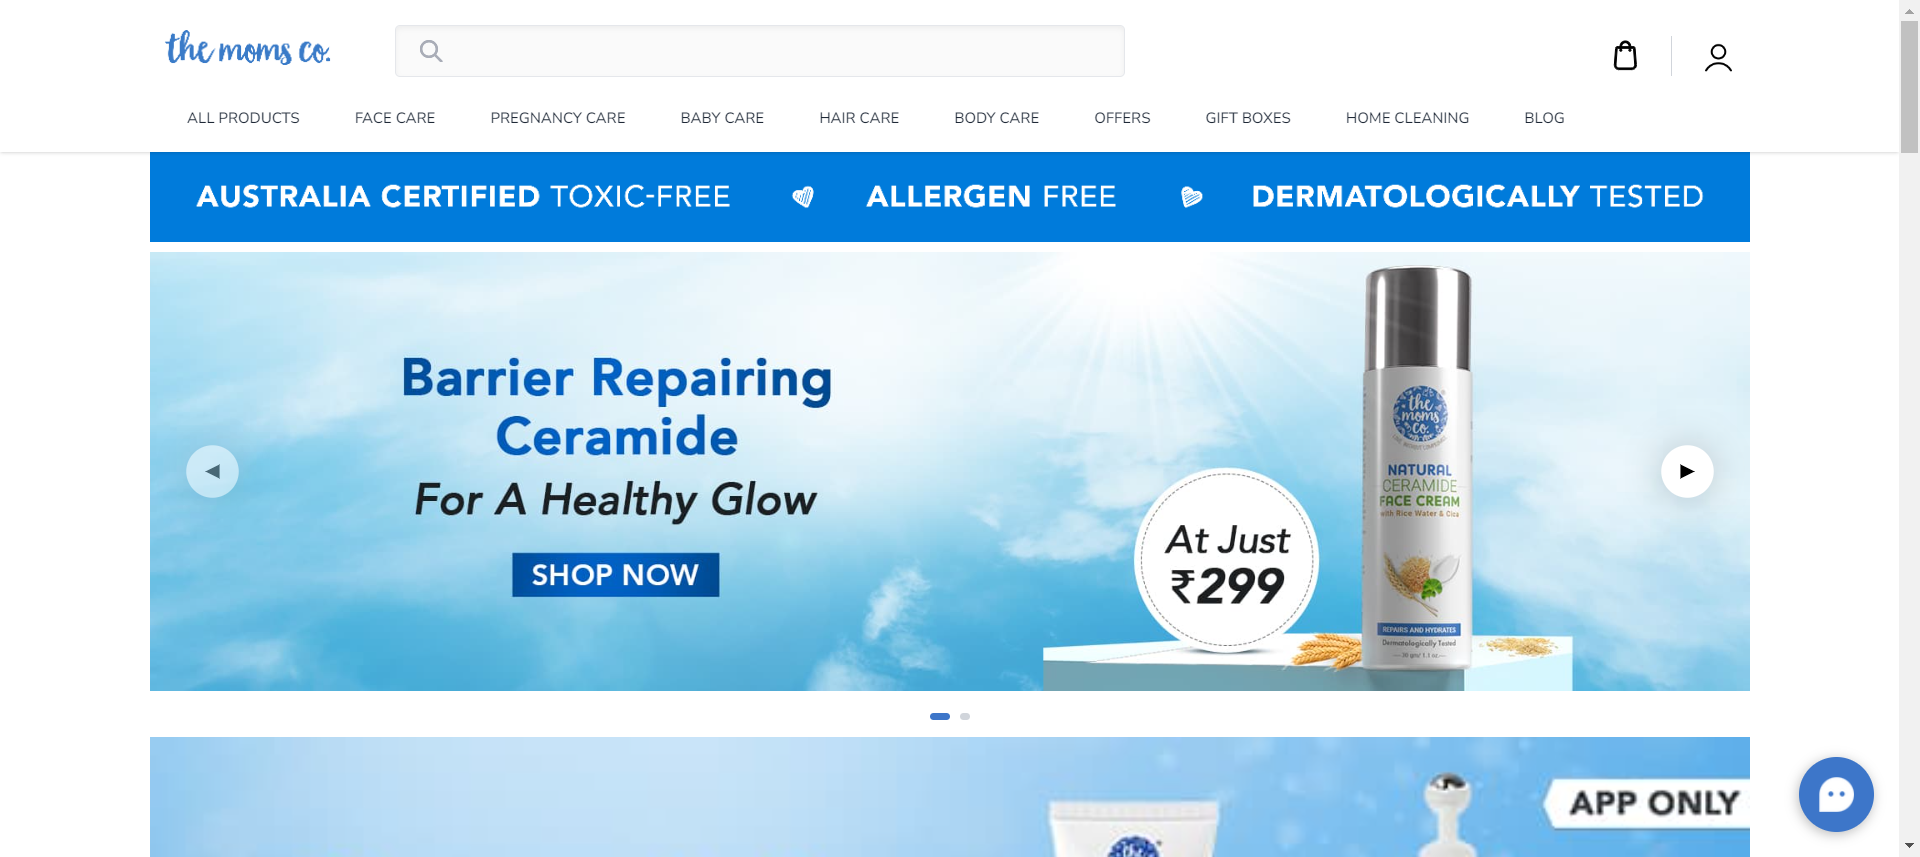 the moms co.
ALL PRODUCTS
FACE CARE
PREGNANCY CARE
BABY CARE
HAIR CARE
BODY CARE
OFFERS
GIFT BOXES
HOME CLEANING
BLOG
AUSTRALIA CERTIFIED TOXIC-FREE
ALLERGEN FREE
DERMATOLOGICALLY TESTED
Barrier Repairing
Ceramide
For A Healthy Glow
SHOP NOW
At Just
₹299
the
moms
co.
NATURAL
CERAMIDE
FACE CREAM
with Rice Water & Cica
REPAIRS AND HYDRATES
Dermatologically Tested
APP ONLY
the